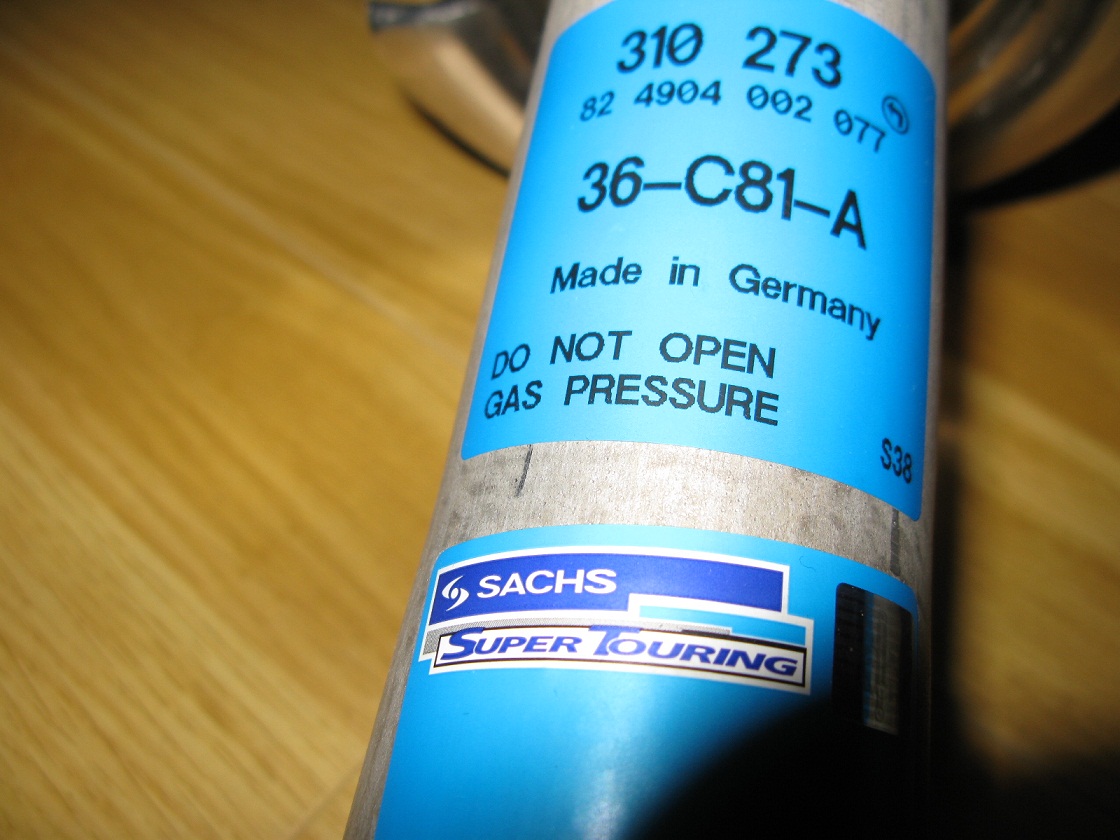 310 273
82 4904 002 077
36-C81-A
Made in Germany
DO NOT OPEN
GAS PRESSURE
S38
SACHS
SUPER TOURING